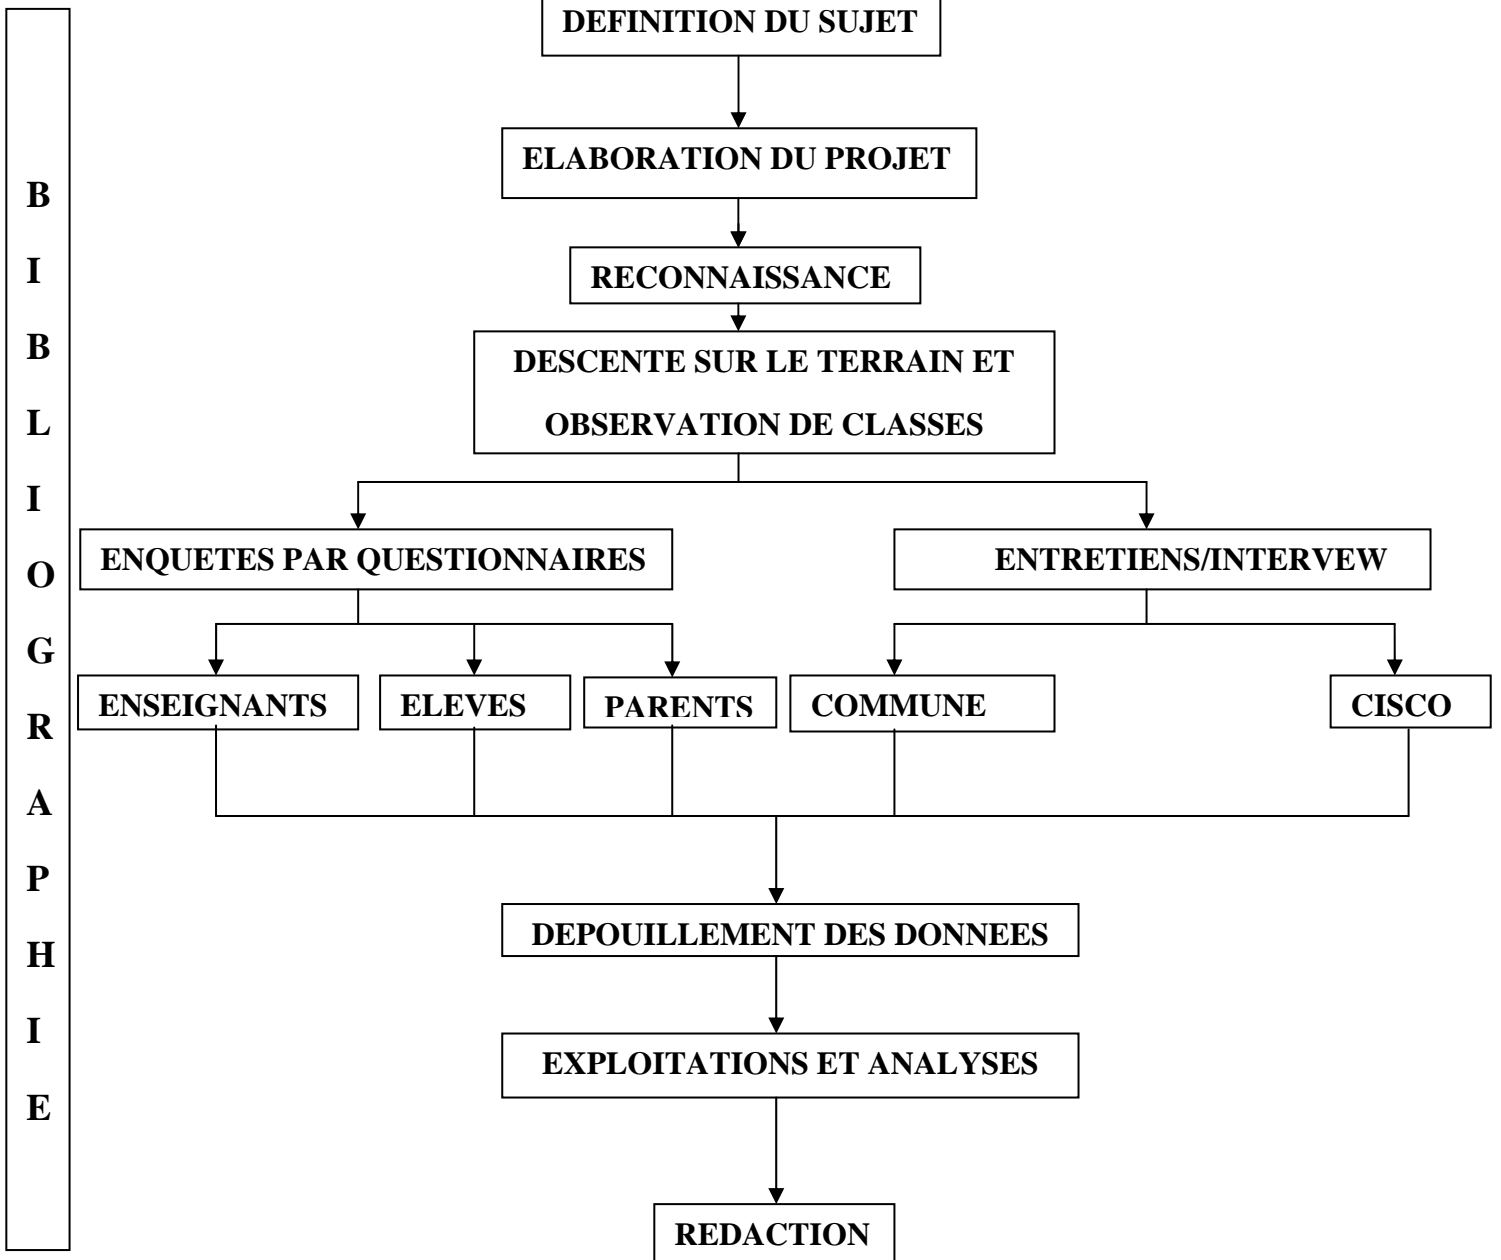 DEFINITION DU SUJET
ELABORATION DU PROJET
RECONNAISSANCE
DESCENTE SUR LE TERRAIN ET
OBSERVATION DE CLASSES
ENQUETES PAR QUESTIONNAIRES
ENTRETIENS/INTERVEW
ENSEIGNANTS
ELEVES
PARENTS
COMMUNE
CISCO
DEPOUILLEMENT DES DONNEES
EXPLOITATIONS ET ANALYSES
REDACTION
B
I
B
L
I
O
G
R
A
P
H
I
E